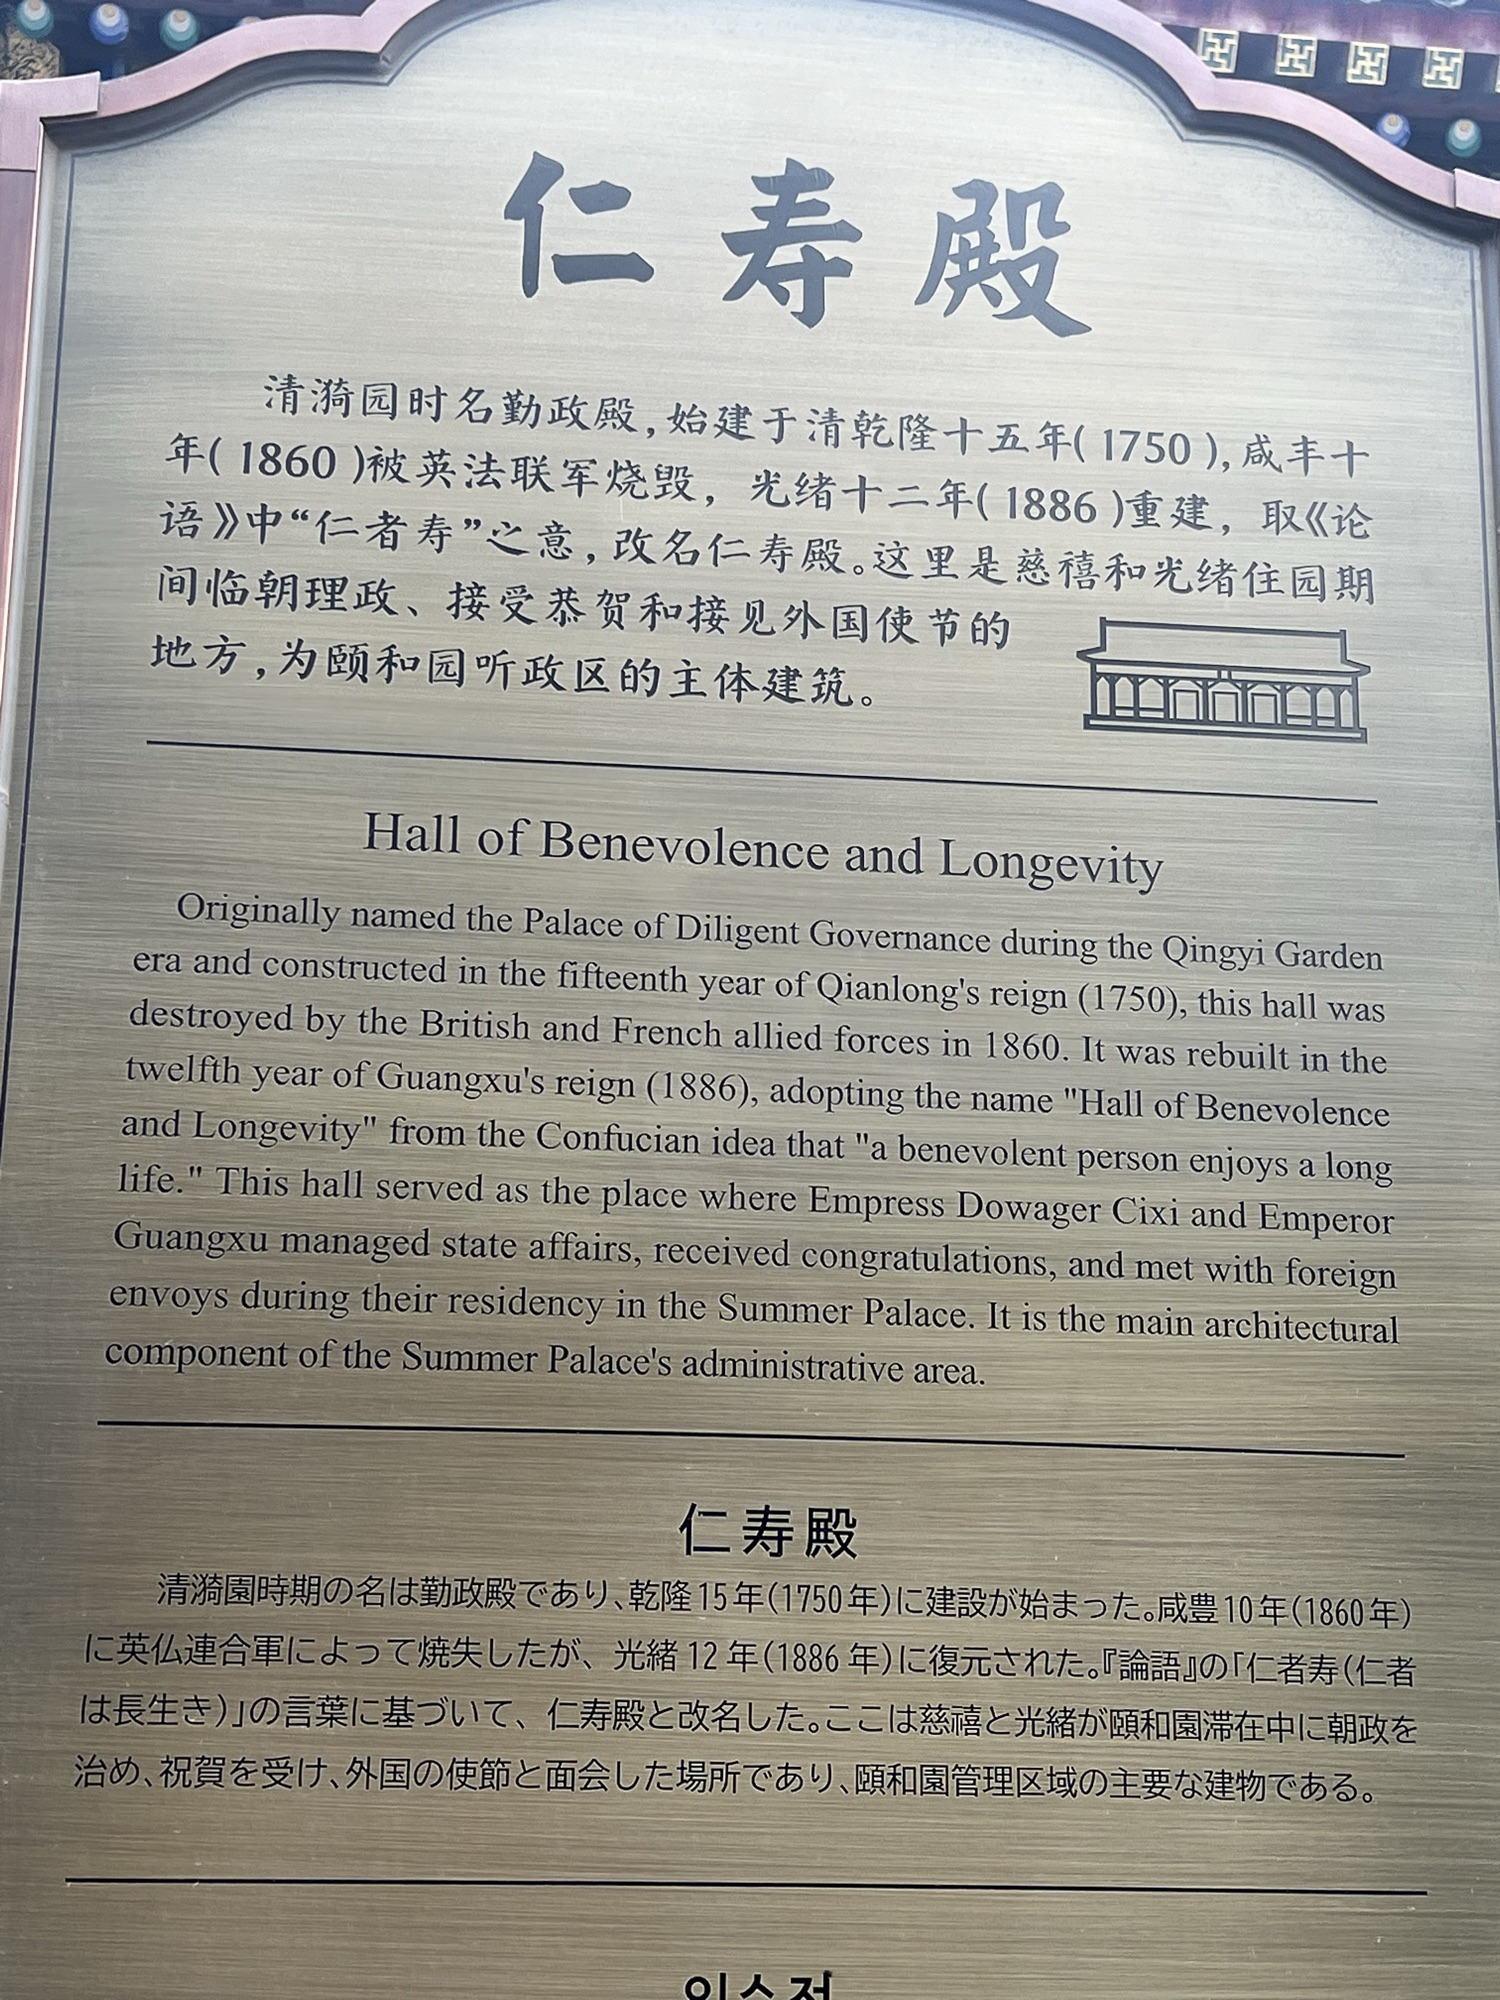 仁寿殿
清漪园时名勤政殿，始建于清乾隆十五年(1750)，咸丰十
年(1860)被英法联军烧毁，光绪十二年(1886)重建，取《论
语》中“仁者寿”之意，改名仁寿殿。这里是慈禧和光绪住园期
间临朝理政、接受恭贺和接见外国使节的
地方，为颐和园听政区的主体建筑。
Hall of Benevolence and Longevity
Originally named the Palace of Diligent Governance during the Qingyi Garden
era and constructed in the fifteenth year of Qianlong's reign (1750), this hall was
destroyed by the British and French allied forces in 1860. It was rebuilt in the
twelfth year of Guangxu's reign (1886), adopting the name "Hall of Benevolence
and Longevity" from the Confucian idea that "a benevolent person enjoys a long
life." This hall served as the place where Empress Dowager Cixi and Emperor
Guangxu managed state affairs, received congratulations, and met with foreign
envoys during their residency in the Summer Palace. It is the main architectural
component of the Summer Palace's administrative area.
仁寿殿
清漪園時期の名は勤政殿であり、乾隆15年(1750年)に建設が始まった。咸豊10年(1860年)
に英仏連合軍によって焼失したが、光緒12年(1886年)に復元された。『論語』の「仁者寿(仁者
は長生き)」の言葉に基づいて、仁寿殿と改名した。ここは慈禧と光緒が頤和園滞在中に朝政を
治め、祝賀を受け、外国の使節と面会した場所であり、頤和園管理区域の主要な建物である。
인수전